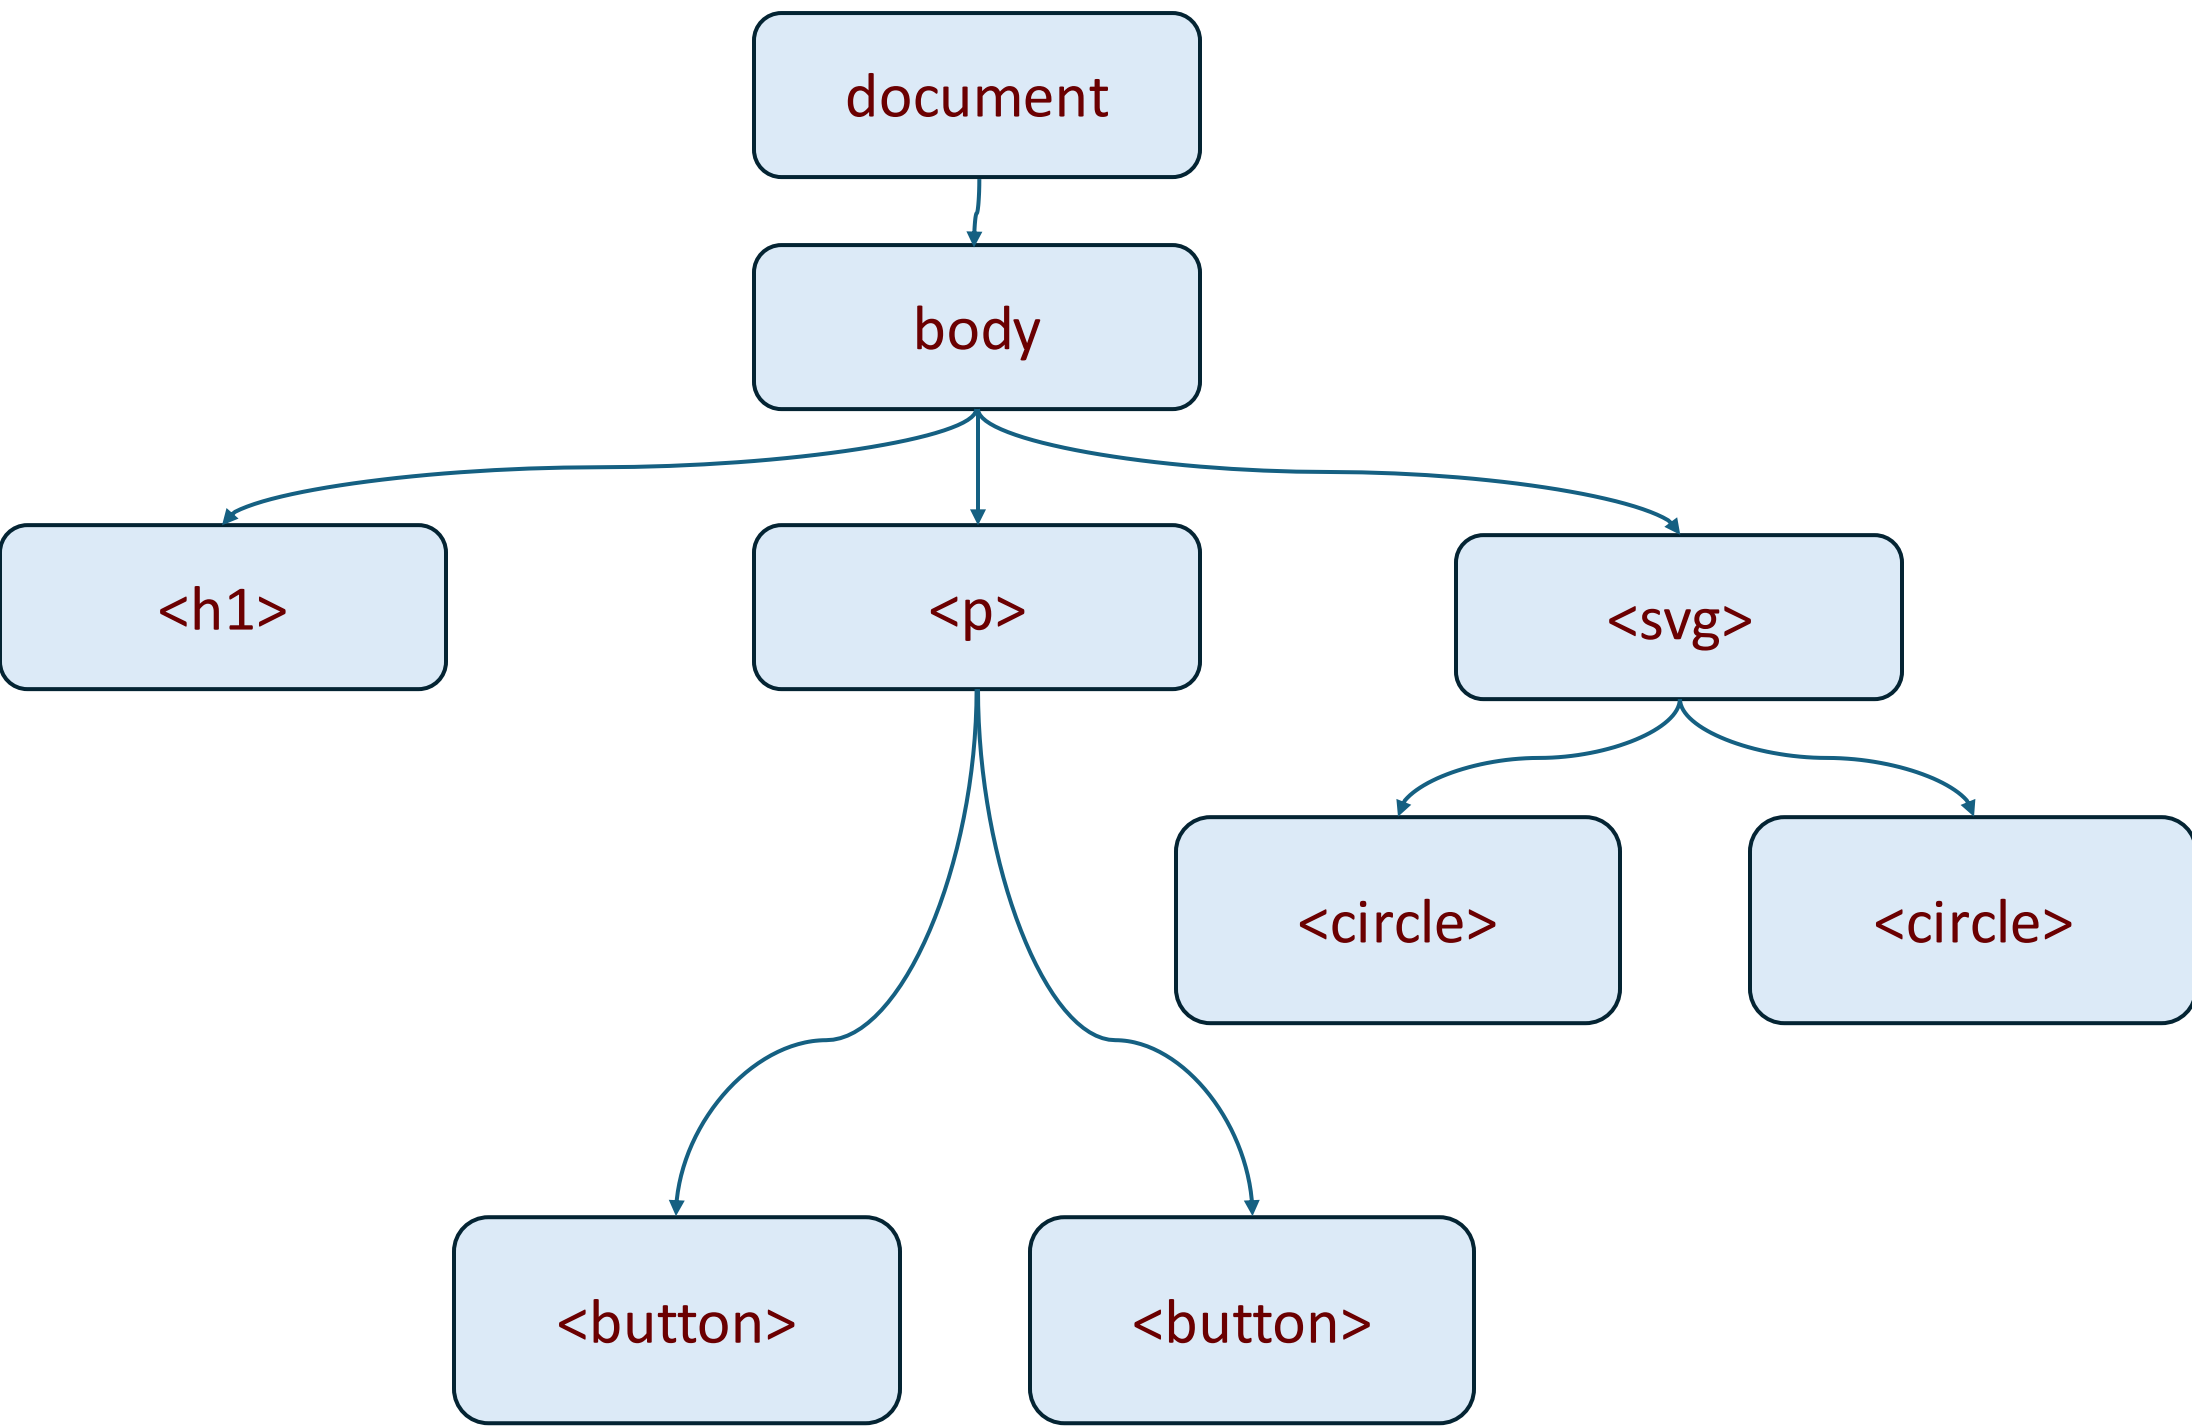 document
body
<h1>
<p>
<svg>
<circle>
<circle>
<button>
<button>